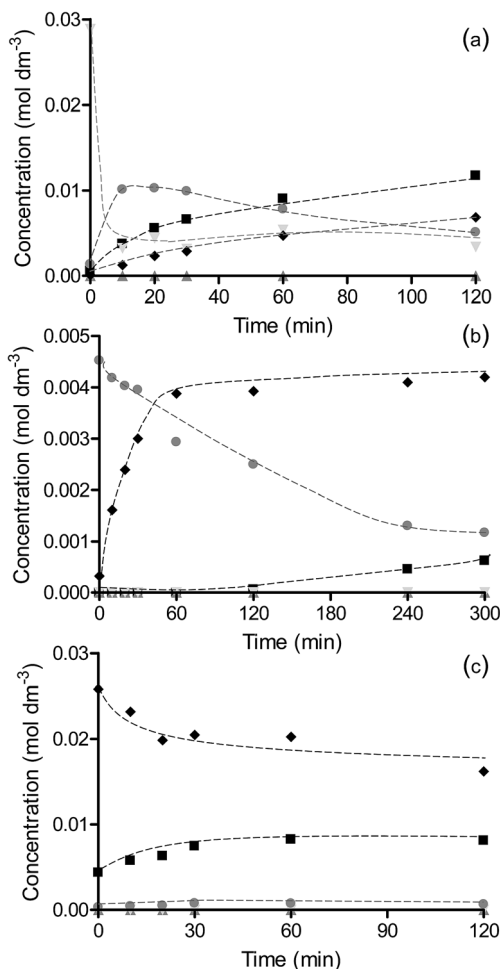 (a)
Concentration (mol dm-3)
0.03
0.02
0.01
0.00
0 20 40 60 80 100 120
Time (min)
(b)
Concentration (mol dm-3)
0.005
0.004
0.003
0.002
0.001
0.000
0 60 120 180 240 300
Time (min)
(c)
Concentration (mol dm-3)
0.03
0.02
0.01
0.00
0 30 60 90 120
Time (min)